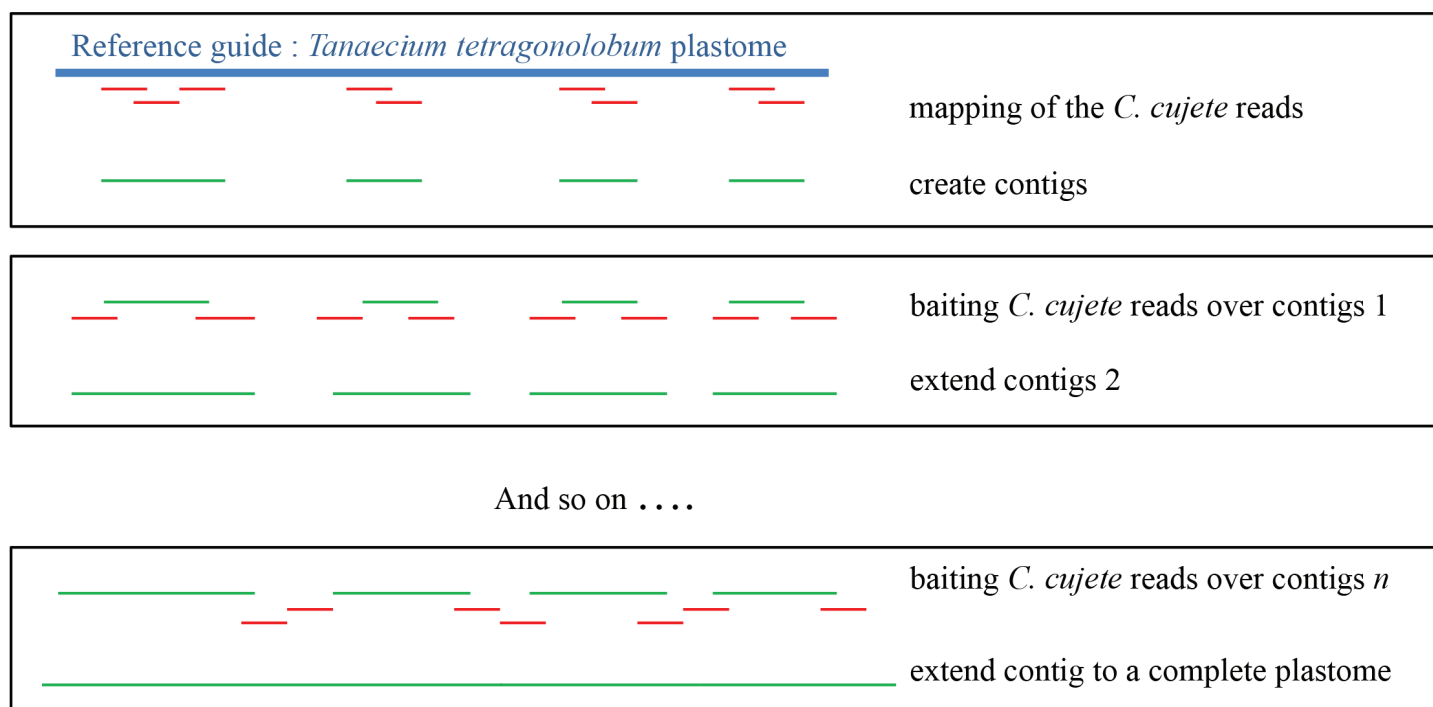 Reference guide : Tanaecium tetragonolobum plastome
mapping of the C. cujete reads
create contigs
baiting C. cujete reads over contigs 1
extend contigs 2
And so on ....
baiting C. cujete reads over contigs n
extend contig to a complete plastome